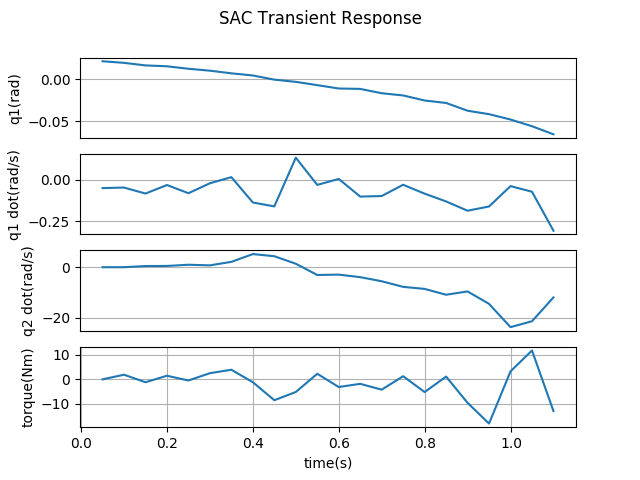 SAC Transient Response
0.00
−0.05
q1(rad)
0.00
−0.25
q1 dot(rad/s)
0
−20
q2 dot(rad/s)
10
0
−10
torque(Nm)
0.0 0.2 0.4 0.6 0.8 1.0
time(s)